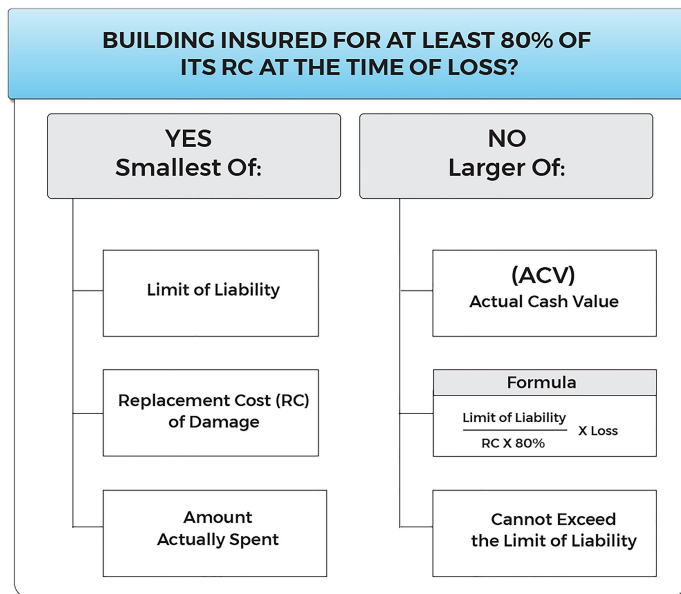 BUILDING INSURED FOR AT LEAST 80% OF
ITS RC AT THE TIME OF LOSS?
YES
Smallest Of:
Limit of Liability
Replacement Cost (RC)
of Damage
Amount
Actually Spent
NO
Larger Of:
(ACV)
Actual Cash Value
Formula
Limit of Liability
RC X 80%
X Loss
Cannot Exceed
the Limit of Liability